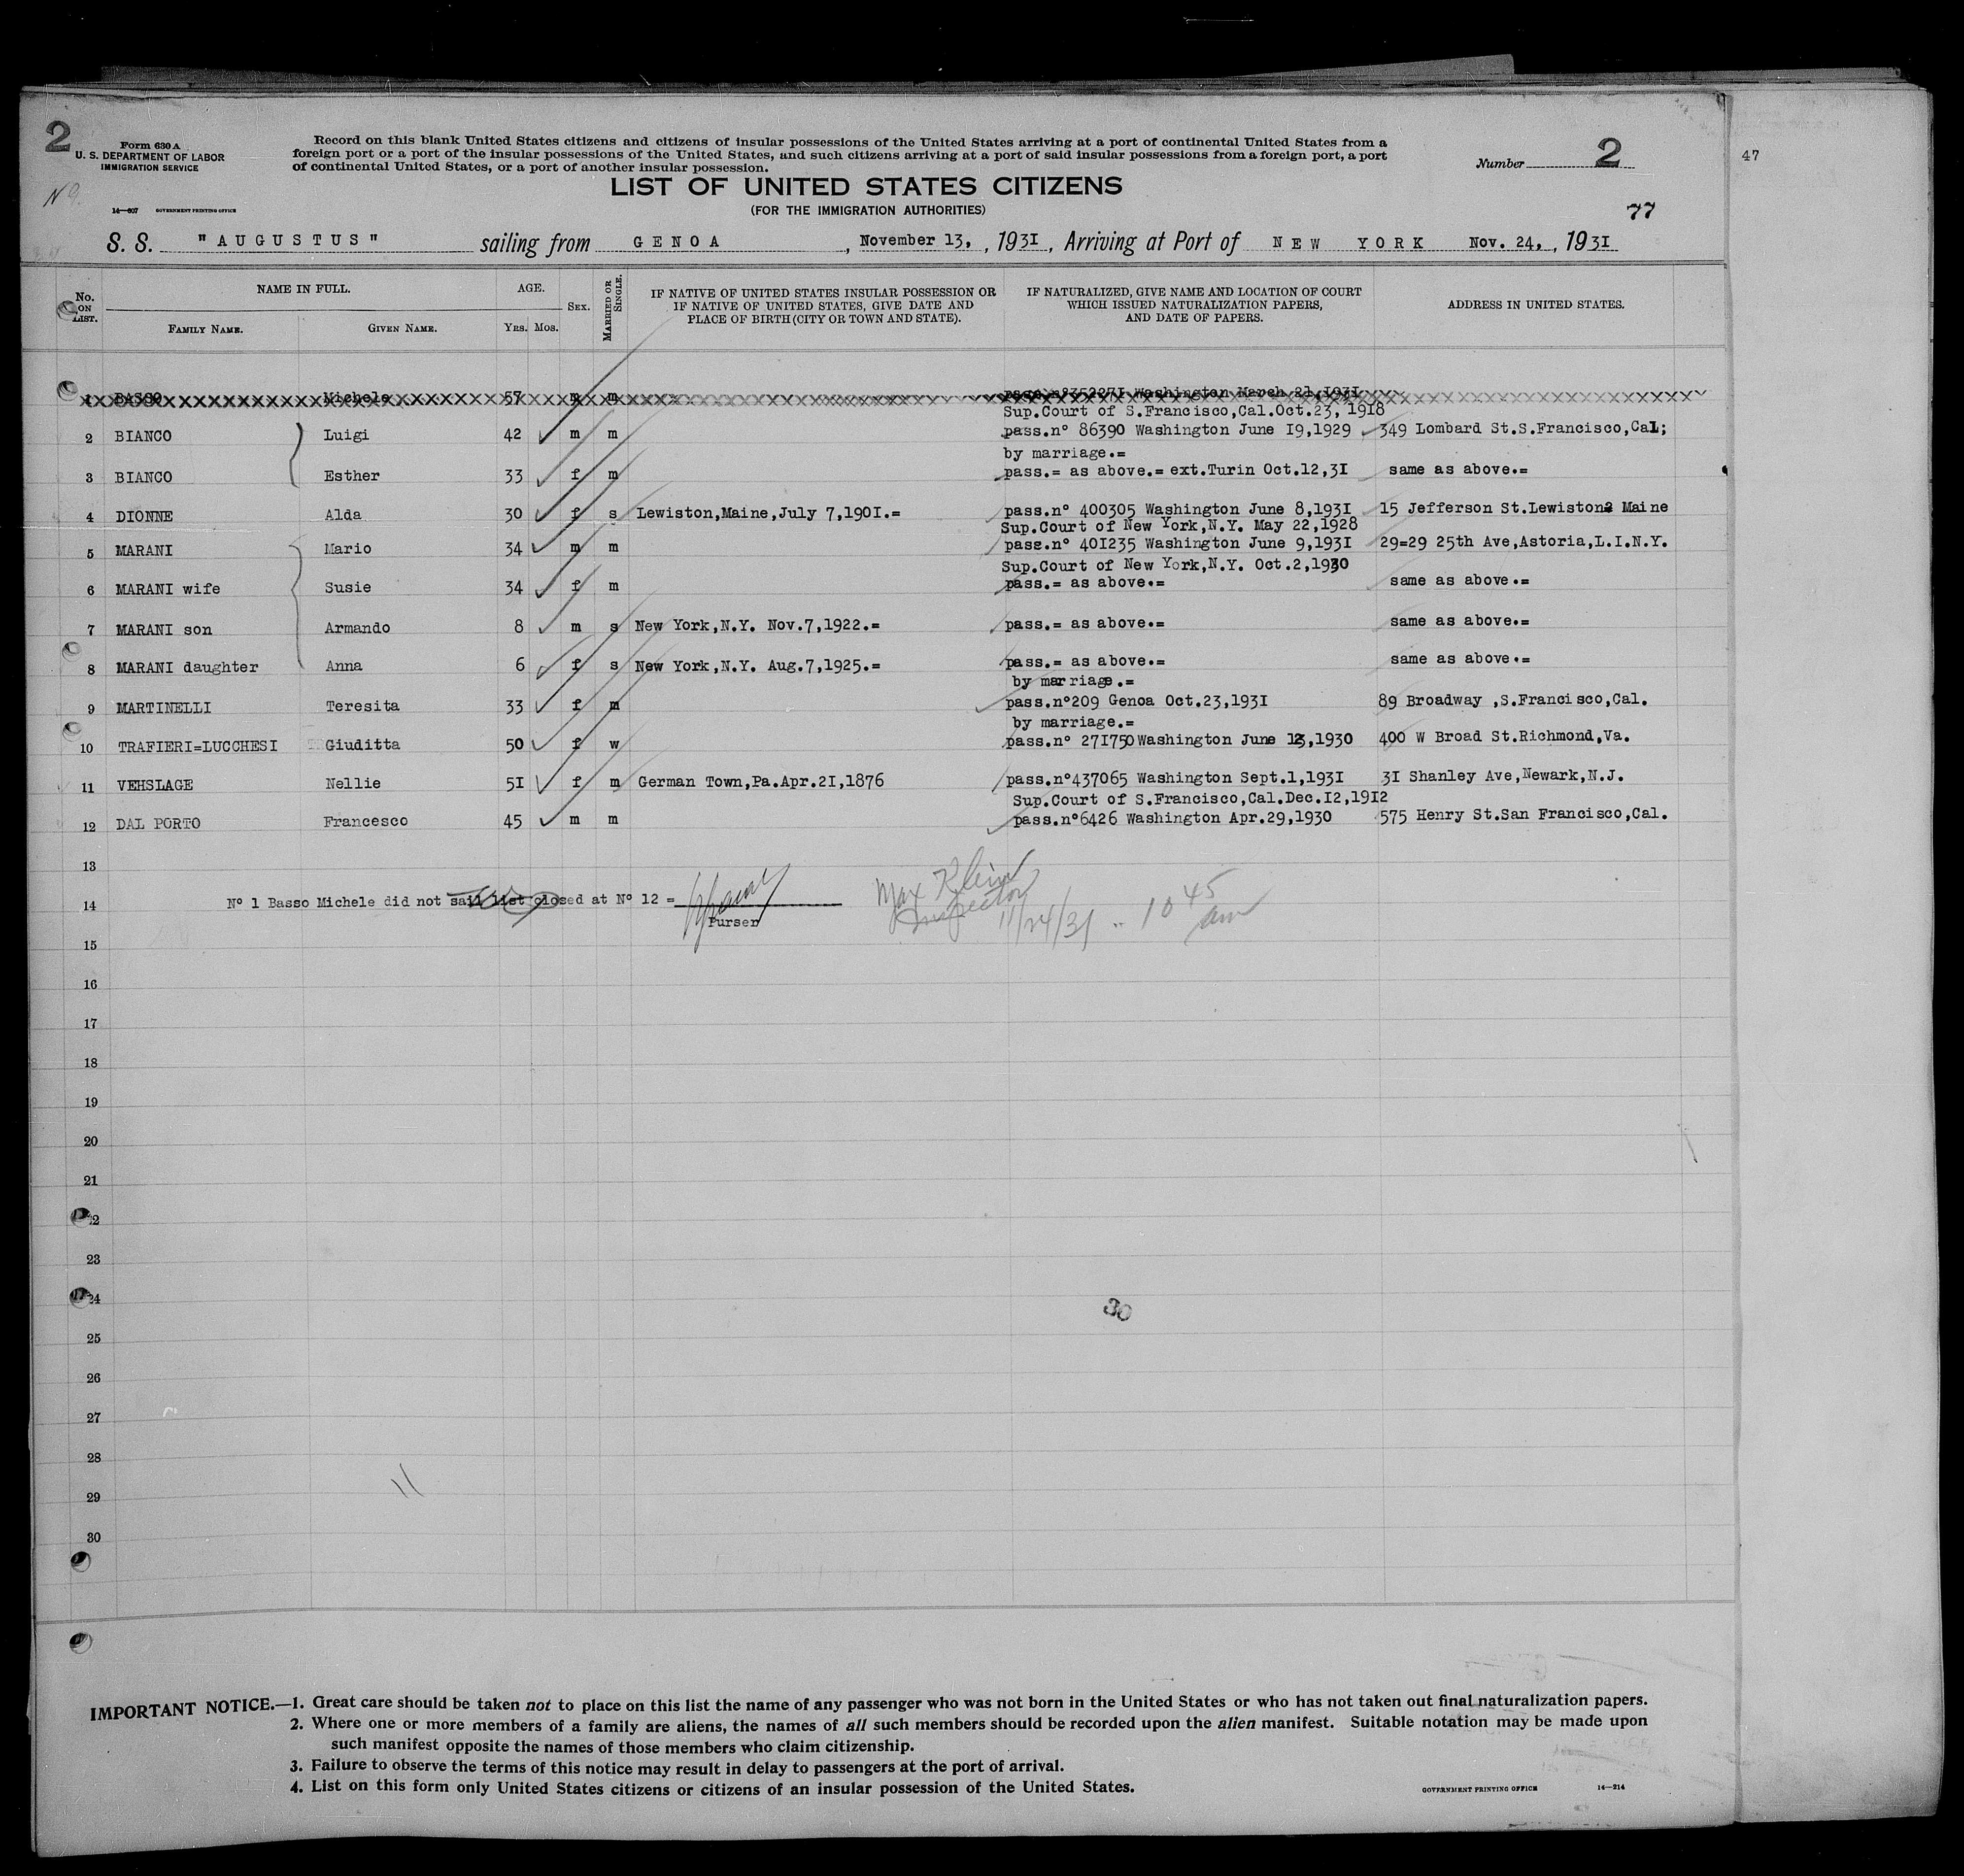 2
Form 630 A
U. S. DEPARTMENT OF LABOR
IMMIGRATION SERVICE
14—607 GOVERNMENT PRINTING OFFICE
Record on this blank United States citizens and citizens of insular possessions of the United States arriving at a port of continental United States from a
foreign port or a port of the insular possessions of the United States, and such citizens arriving at a port of said insular possessions from a foreign port, a port
of continental United States, or a port of another insular possession.
Number 2
47
LIST OF UNITED STATES CITIZENS
(FOR THE IMMIGRATION AUTHORITIES)
77
S. S. "AUGUSTUS" sailing from GENOA, November 13, , 1931, Arriving at Port of NEW YORK Nov. 24, , 1931
No. ON LIST.
NAME IN FULL.
FAMILY NAME. GIVEN NAME.
AGE.
YRS. MOS.
SEX.
MARRIED OR SINGLE.
IF NATIVE OF UNITED STATES INSULAR POSSESSION OR
IF NATIVE OF UNITED STATES, GIVE DATE AND
PLACE OF BIRTH (CITY OR TOWN AND STATE).
IF NATURALIZED, GIVE NAME AND LOCATION OF COURT
WHICH ISSUED NATURALIZATION PAPERS,
AND DATE OF PAPERS.
ADDRESS IN UNITED STATES.
1 BASSO Michele 57 m m pass.nº352271 Washington March 21,1931
Sup.Court of S.Francisco,Cal.Oct.23, 1918
2 BIANCO Luigi 42 m m pass.nº 86390 Washington June 19,1929 349 Lombard St.S.Francisco,Cal;
by marriage.=
3 BIANCO Esther 33 f m pass.= as above.= ext.Turin Oct.12,31 same as above.=
4 DIONNE Alda 30 f s Lewiston,Maine,July 7,1901.= pass.nº 400305 Washington June 8,1931 15 Jefferson St.Lewiston Maine
Sup.Court of New York,N.Y. May 22,1928
5 MARANI Mario 34 m m pass.nº 401235 Washington June 9,1931 29=29 25th Ave,Astoria,L.I.N.Y.
Sup.Court of New York,N.Y. Oct.2,1930
6 MARANI wife Susie 34 f m pass.= as above.= same as above.=
7 MARANI son Armando 8 m s New York,N.Y. Nov.7,1922.= pass.= as above.= same as above.=
8 MARANI daughter Anna 6 f s New York,N.Y. Aug.7,1925.= pass.= as above.= same as above.=
by marriage.=
9 MARTINELLI Teresita 33 f m pass.nº209 Genoa Oct.23,1931 89 Broadway ,S.Francisco,Cal.
by marriage.=
10 TRAFIERI=LUCCHESI Giuditta 50 f w pass.nº 271750 Washington June 13,1930 400 W Broad St.Richmond,Va.
11 VEHSLAGE Nellie 51 f m German Town,Pa.Apr.21,1876 pass.nº437065 Washington Sept.1,1931 31 Shanley Ave,Newark,N.J.
Sup.Court of S.Francisco,Cal.Dec.12,1912
12 DAL PORTO Francesco 45 m m pass.nº6426 Washington Apr.29,1930 575 Henry St.San Francisco,Cal.
13
14 Nº 1 Basso Michele did not sail list closed at Nº 12 =
Purser
Max Klein
Inspector 11/24/31 .. 10 45 am
15
16
17
18
19
20
21
22
23
24
30
25
26
27
28
29
11
30
IMPORTANT NOTICE.—1. Great care should be taken not to place on this list the name of any passenger who was not born in the United States or who has not taken out final naturalization papers.
2. Where one or more members of a family are aliens, the names of all such members should be recorded upon the alien manifest. Suitable notation may be made upon
such manifest opposite the names of those members who claim citizenship.
3. Failure to observe the terms of this notice may result in delay to passengers at the port of arrival.
4. List on this form only United States citizens or citizens of an insular possession of the United States.
GOVERNMENT PRINTING OFFICE 14—214